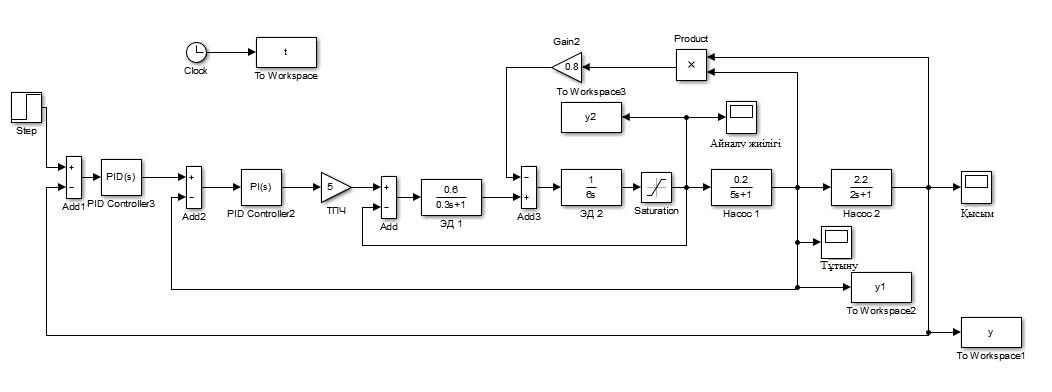 Product
Gain2
t
0.8
×
Clock
To Workspace
To Workspace3
y2
Step
Айналу жиілігі
+
−
PID(s)
+
−
PI(s)
5
+
−
0.6
0.3s+1
−
+
1
6s
0.2
5s+1
2.2
2s+1
Add1
PID Controller3
Add2
PID Controller2
ТПЧ
Add
ЭД 1
Add3
ЭД 2
Saturation
Насос 1
Насос 2
Қысым
Тұтыну
y1
To Workspace2
y
To Workspace1